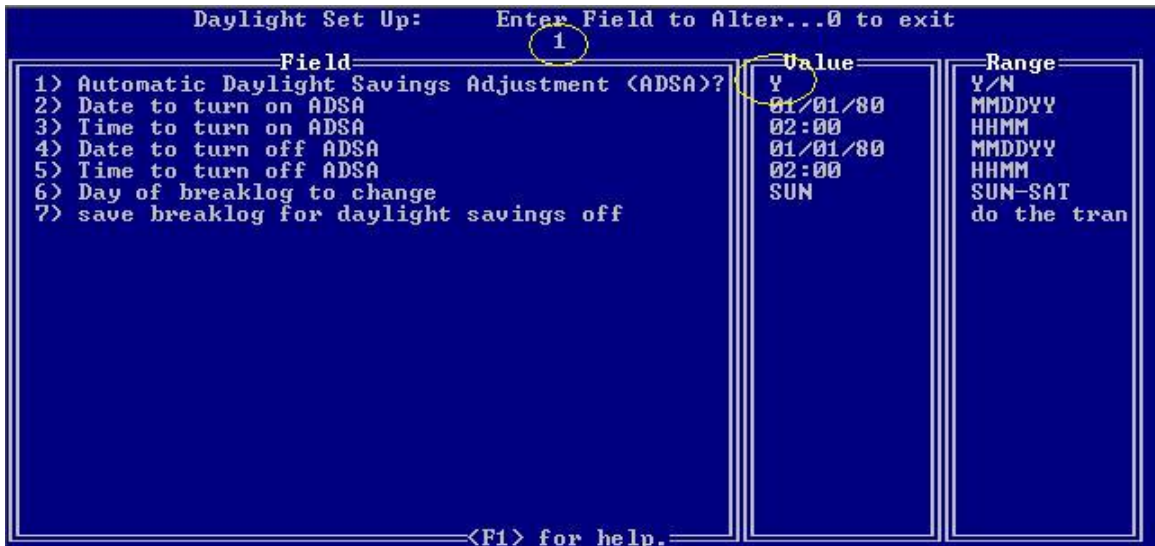 Daylight Set Up: Enter Field to Alter...0 to exit
1
Field Value Range
1) Automatic Daylight Savings Adjustment (ADSA)? Y Y/N
2) Date to turn on ADSA 01/01/80 MMDDYY
3) Time to turn on ADSA 02:00 HHMM
4) Date to turn off ADSA 01/01/80 MMDDYY
5) Time to turn off ADSA 02:00 HHMM
6) Day of breaklog to change SUN SUN-SAT
7) save breaklog for daylight savings off do the tran
<F1> for help.